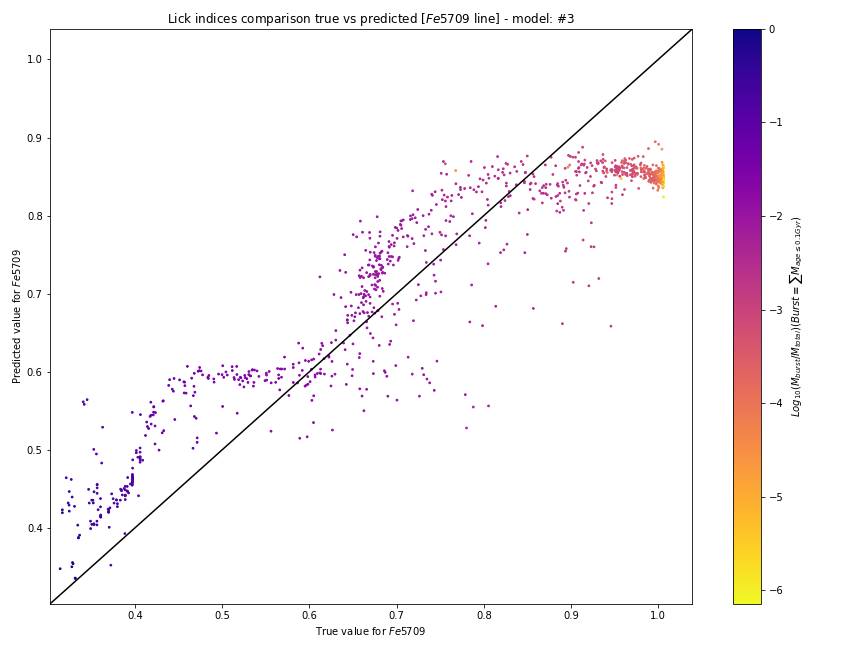 Lick indices comparison true vs predicted [Fe5709 line] - model: #3
1.0
0.9
0.8
0.7
0.6
0.5
0.4
Predicted value for Fe5709
0.4 0.5 0.6 0.7 0.8 0.9 1.0
True value for Fe5709
0
−1
−2
−3
−4
−5
−6
Log10(Mburst/Mtotal)(Burst = ∑Mage≤0.1Gyr)